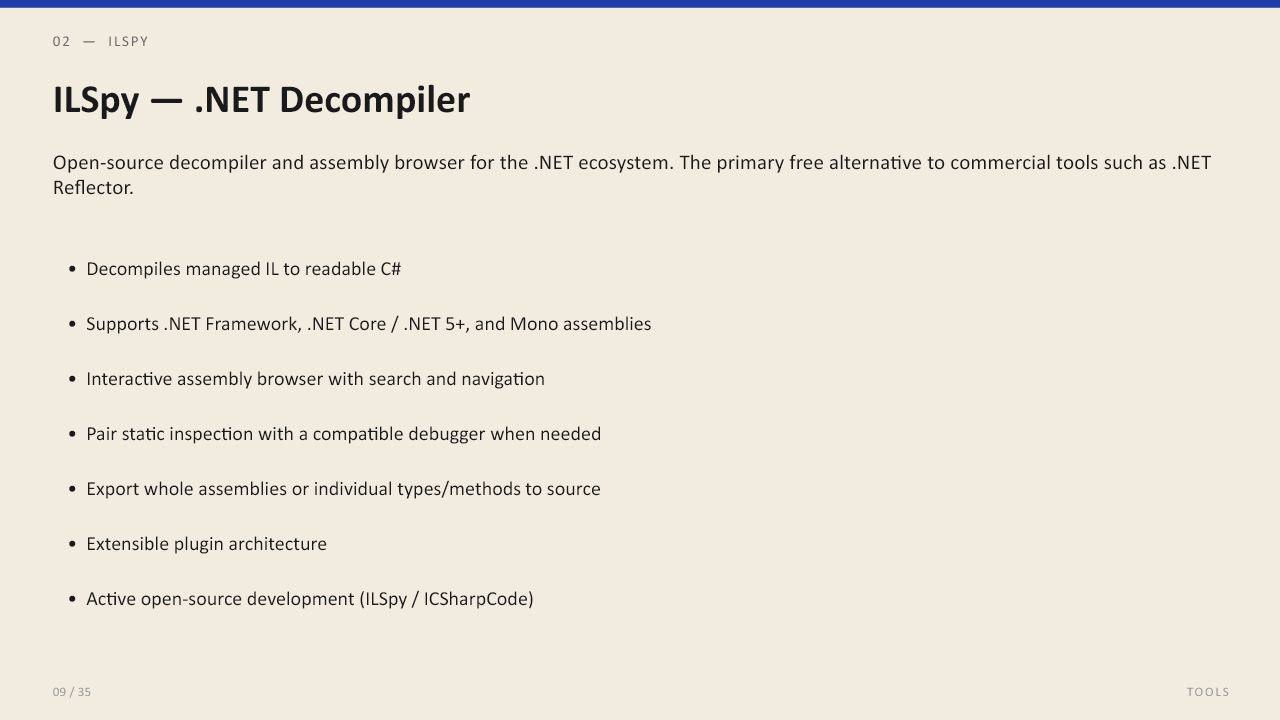 02 — ILSPY
ILSpy — .NET Decompiler
Open-source decompiler and assembly browser for the .NET ecosystem. The primary free alternative to commercial tools such as .NET
Reflector.
• Decompiles managed IL to readable C#
• Supports .NET Framework, .NET Core / .NET 5+, and Mono assemblies
• Interactive assembly browser with search and navigation
• Pair static inspection with a compatible debugger when needed
• Export whole assemblies or individual types/methods to source
• Extensible plugin architecture
• Active open-source development (ILSpy / ICSharpCode)
09 / 35
TOOLS